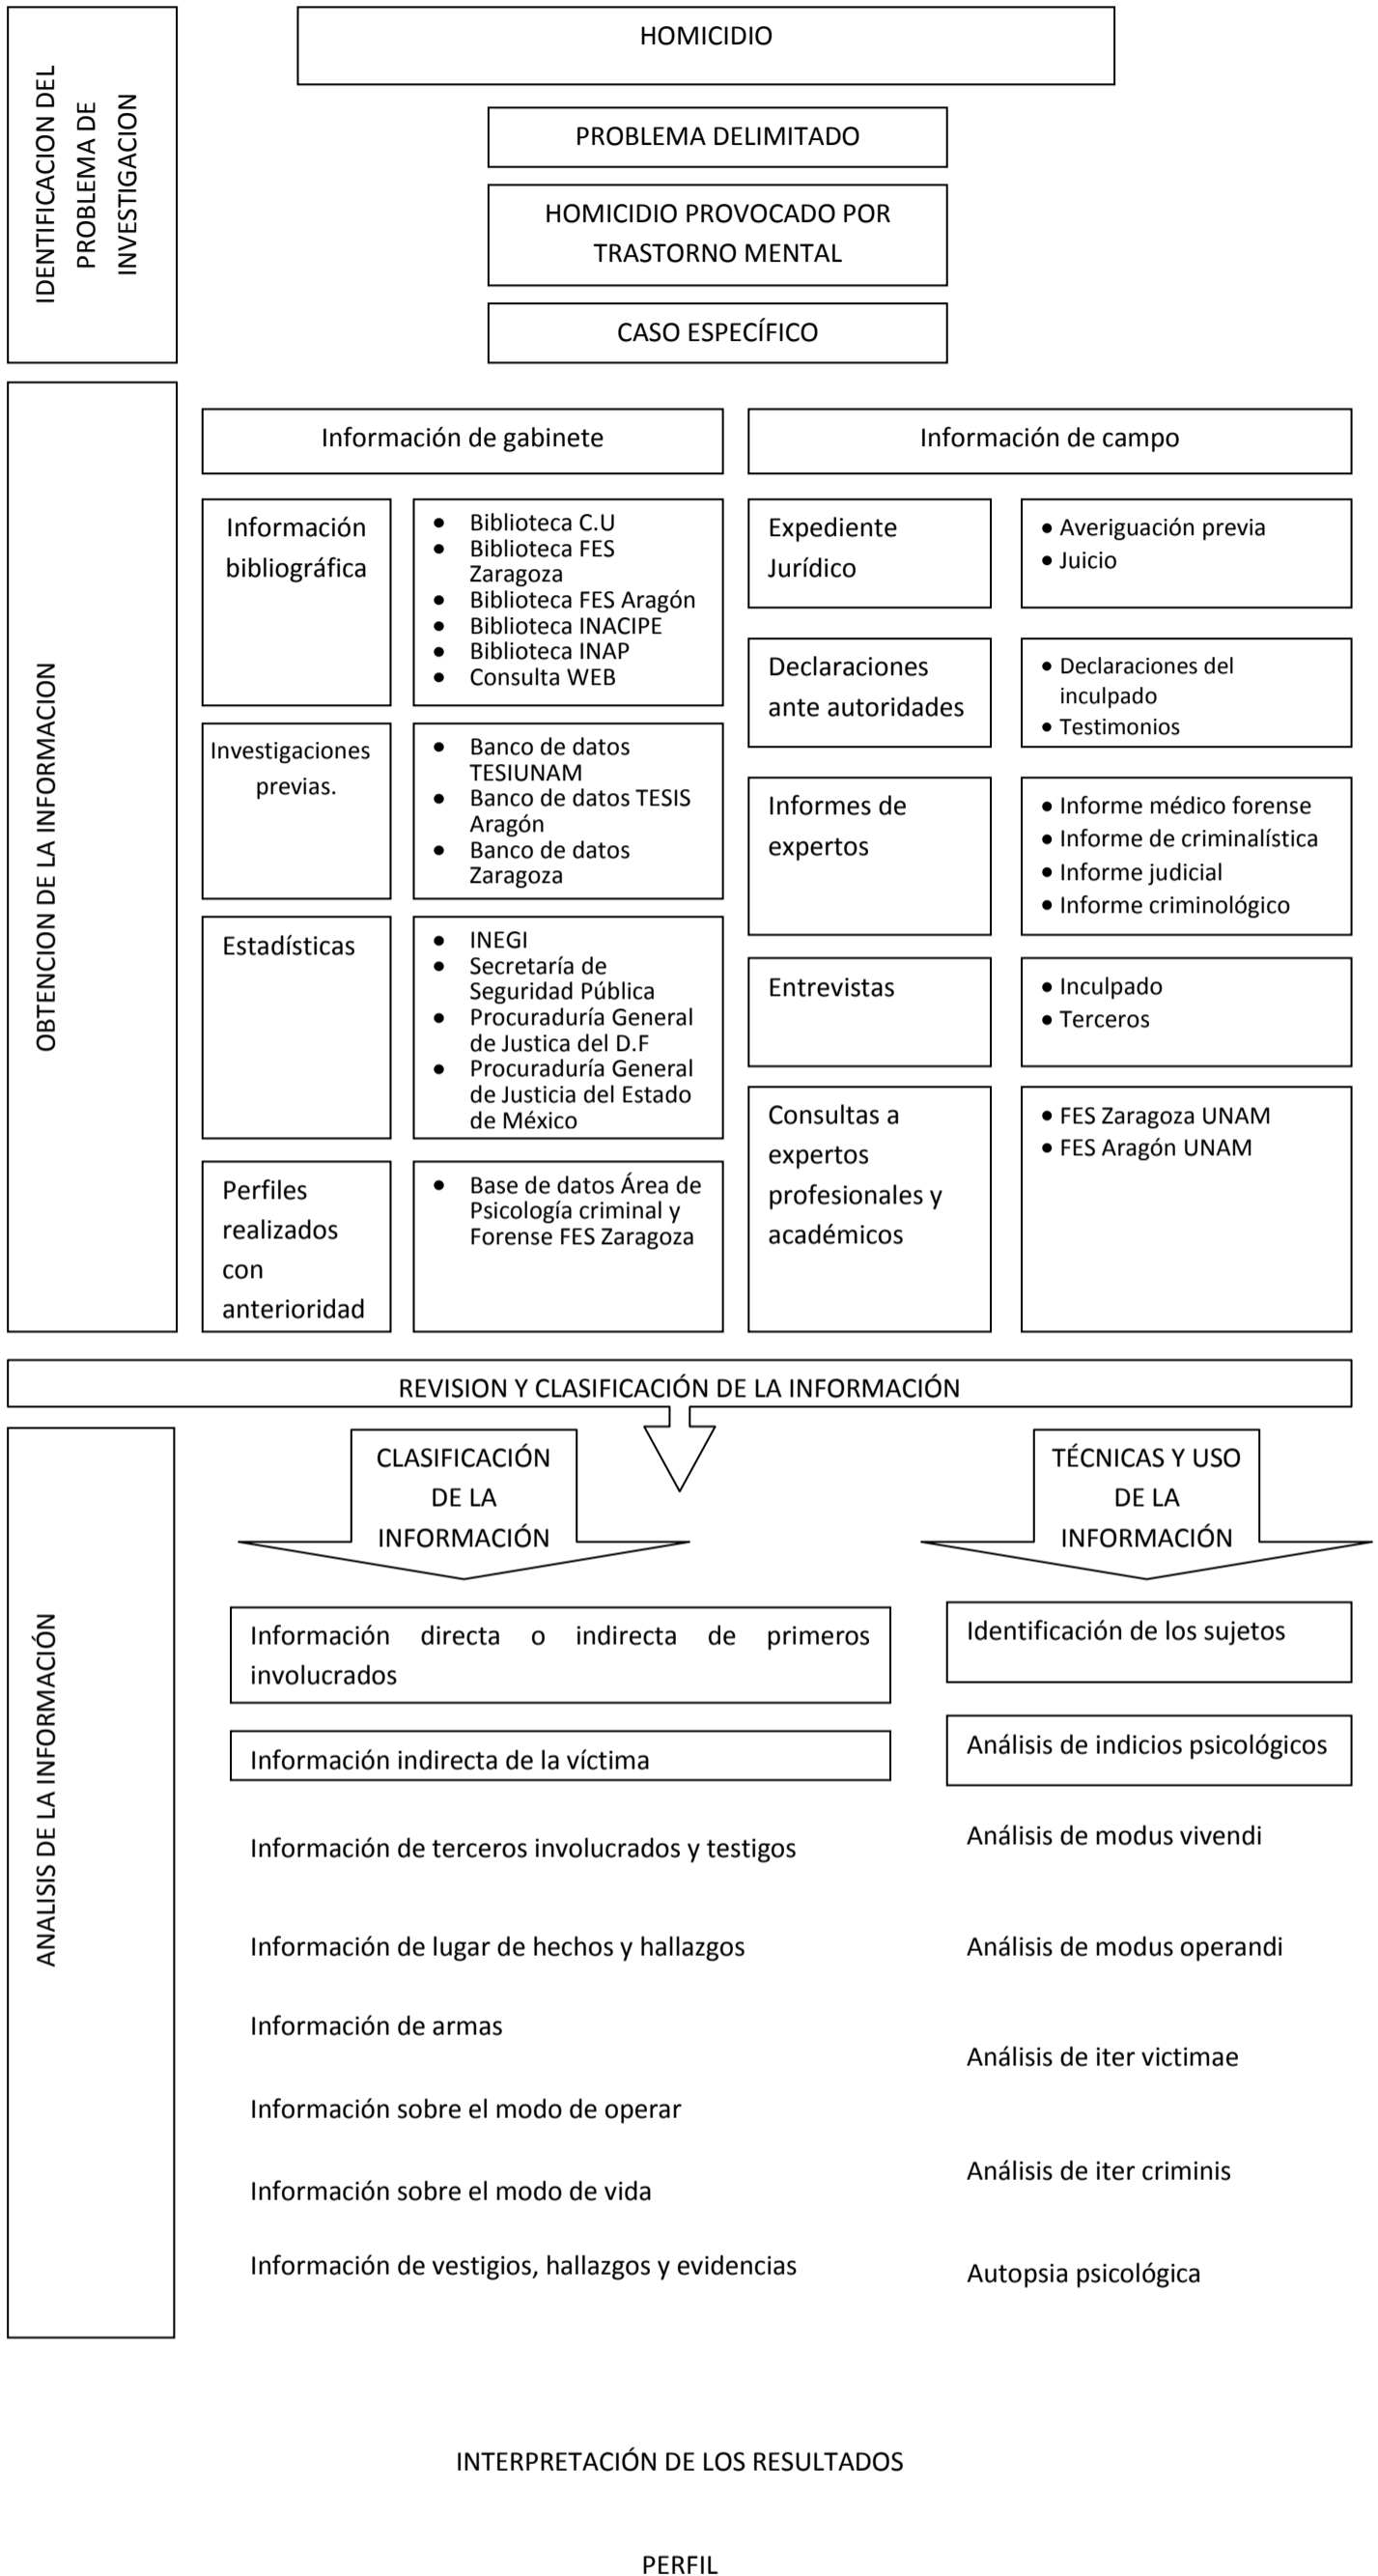 IDENTIFICACION DEL
PROBLEMA DE
INVESTIGACION
HOMICIDIO
PROBLEMA DELIMITADO
HOMICIDIO PROVOCADO POR
TRASTORNO MENTAL
CASO ESPECÍFICO
OBTENCION DE LA INFORMACION
Información de gabinete
Información
bibliográfica
• Biblioteca C.U
• Biblioteca FES
Zaragoza
• Biblioteca FES Aragón
• Biblioteca INACIPE
• Biblioteca INAP
• Consulta WEB
Investigaciones
previas.
• Banco de datos
TESIUNAM
• Banco de datos TESIS
Aragón
• Banco de datos
Zaragoza
Estadísticas
• INEGI
• Secretaría de
Seguridad Pública
• Procuraduría General
de Justica del D.F
• Procuraduría General
de Justicia del Estado
de México
Perfiles
realizados
con
anterioridad
• Base de datos Área de
Psicología criminal y
Forense FES Zaragoza
Información de campo
Expediente
Jurídico
• Averiguación previa
• Juicio
Declaraciones
ante autoridades
• Declaraciones del
inculpado
• Testimonios
Informes de
expertos
• Informe médico forense
• Informe de criminalística
• Informe judicial
• Informe criminológico
Entrevistas
• Inculpado
• Terceros
Consultas a
expertos
profesionales y
académicos
• FES Zaragoza UNAM
• FES Aragón UNAM
REVISION Y CLASIFICACIÓN DE LA INFORMACIÓN
ANALISIS DE LA INFORMACIÓN
CLASIFICACIÓN
DE LA
INFORMACIÓN
Información directa o indirecta de primeros
involucrados
Información indirecta de la víctima
Información de terceros involucrados y testigos
Información de lugar de hechos y hallazgos
Información de armas
Información sobre el modo de operar
Información sobre el modo de vida
Información de vestigios, hallazgos y evidencias
TÉCNICAS Y USO
DE LA
INFORMACIÓN
Identificación de los sujetos
Análisis de indicios psicológicos
Análisis de modus vivendi
Análisis de modus operandi
Análisis de iter victimae
Análisis de iter criminis
Autopsia psicológica
INTERPRETACIÓN DE LOS RESULTADOS
PERFIL